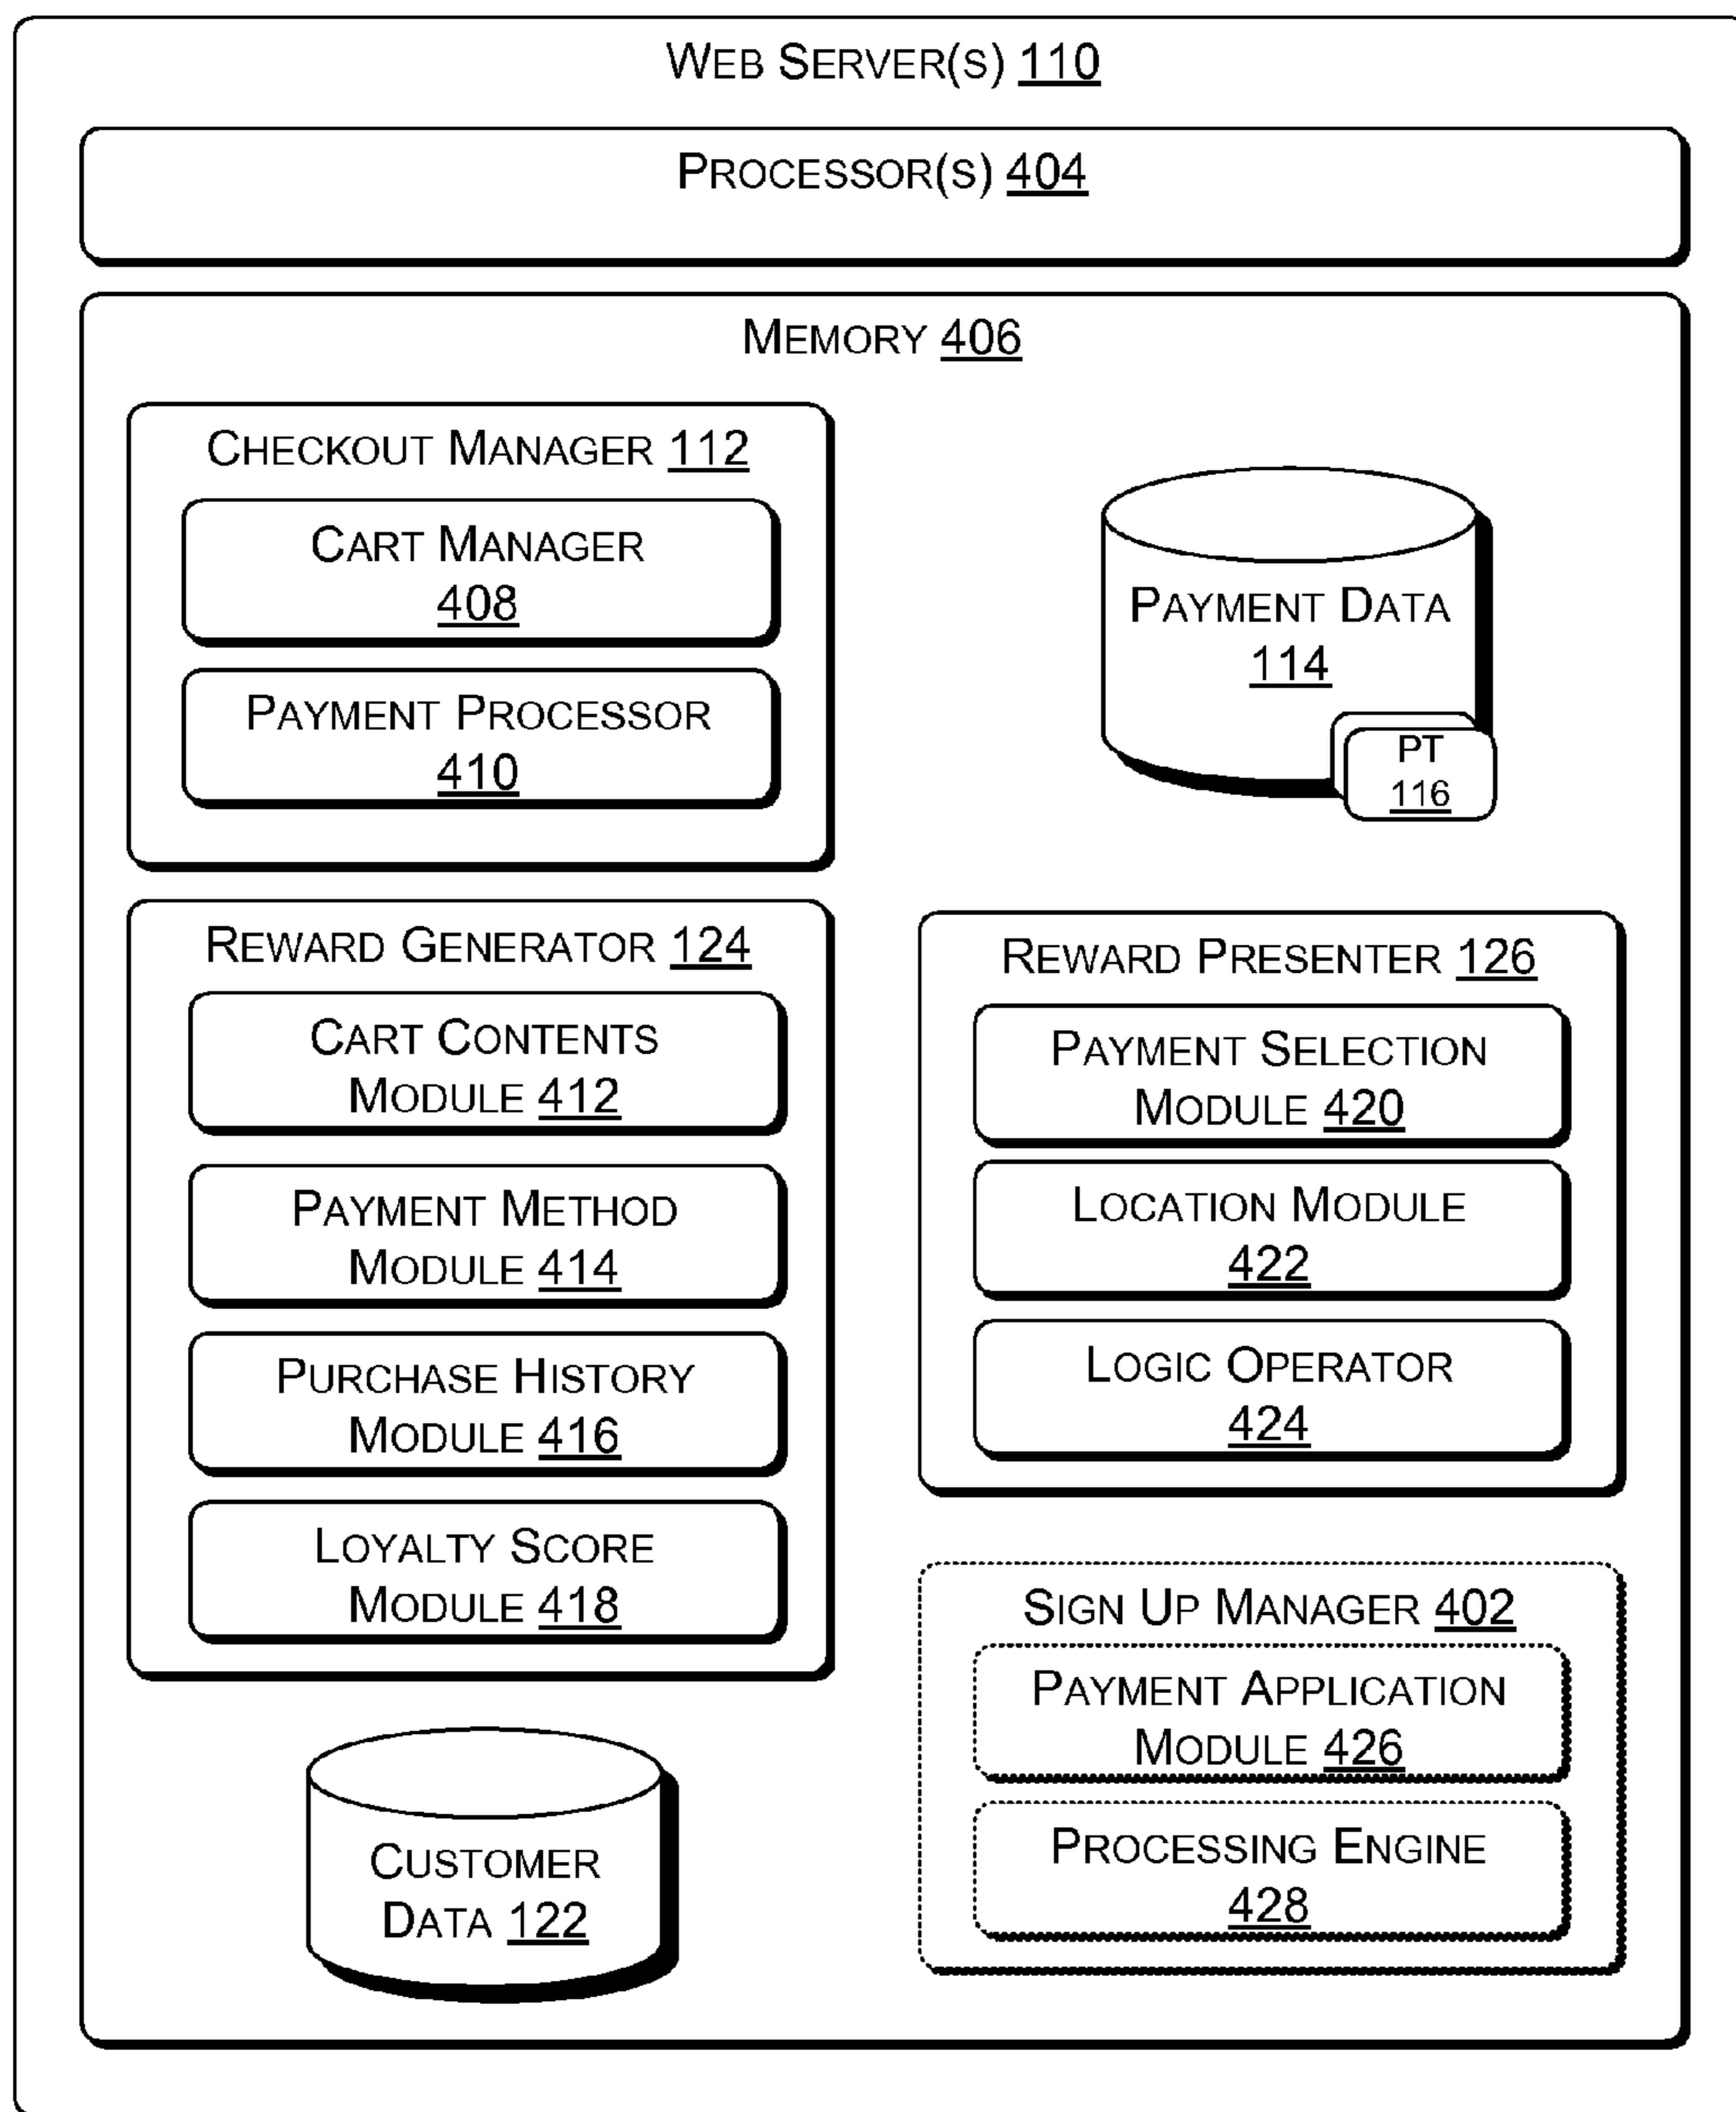 WEB SERVER(S) 110
PROCESSOR(S) 404
MEMORY 406
CHECKOUT MANAGER 112
CART MANAGER
408
PAYMENT PROCESSOR
410
PAYMENT DATA
114
PT
116
REWARD GENERATOR 124
CART CONTENTS
MODULE 412
PAYMENT METHOD
MODULE 414
PURCHASE HISTORY
MODULE 416
LOYALTY SCORE
MODULE 418
REWARD PRESENTER 126
PAYMENT SELECTION
MODULE 420
LOCATION MODULE
422
LOGIC OPERATOR
424
CUSTOMER
DATA 122
SIGN UP MANAGER 402
PAYMENT APPLICATION
MODULE 426
PROCESSING ENGINE
428